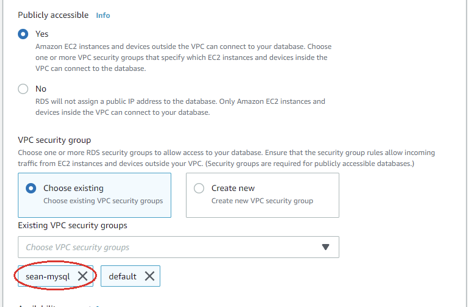 Publicly accessible Info
Yes
Amazon EC2 instances and devices outside the VPC can connect to your database. Choose
one or more VPC security groups that specify which EC2 instances and devices inside the
VPC can connect to the database.
No
RDS will not assign a public IP address to the database. Only Amazon EC2 instances and
devices inside the VPC can connect to your database.
VPC security group
Choose one or more RDS security groups to allow access to your database. Ensure that the security group rules allow incoming
traffic from EC2 instances and devices outside your VPC. (Security groups are required for publicly accessible databases.)
Choose existing
Choose existing VPC security groups
Create new
Create new VPC security group
Existing VPC security groups
Choose VPC security groups
sean-mysql
default